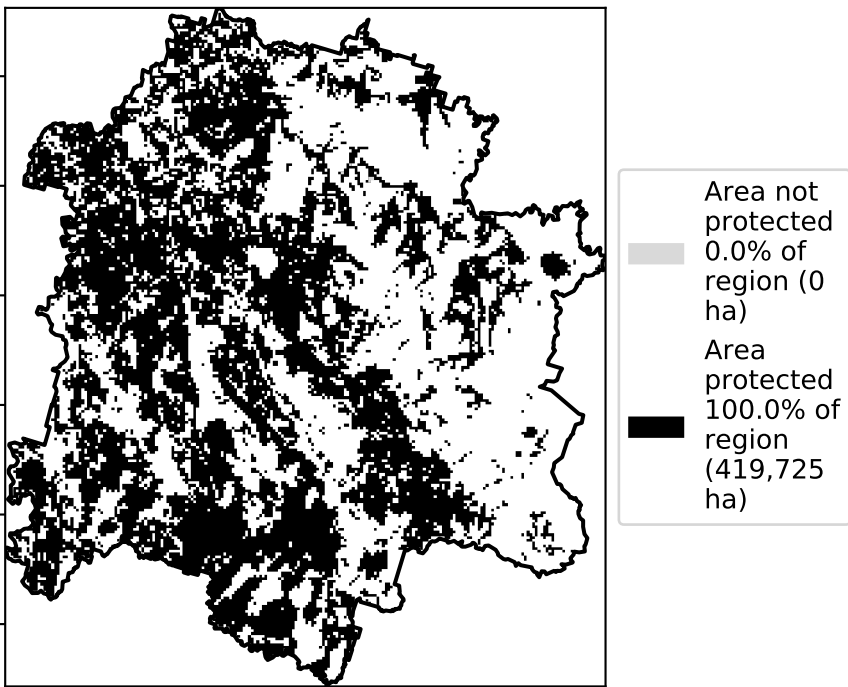 Area not
protected
0.0% of
region (0
ha)
Area
protected
100.0% of
region
(419,725
ha)